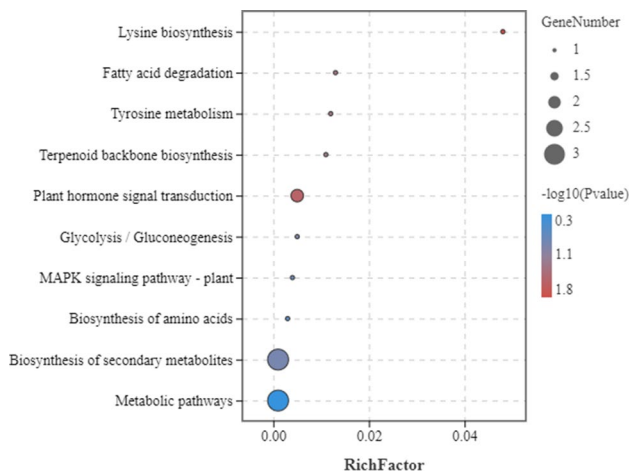 Lysine biosynthesis
Fatty acid degradation
Tyrosine metabolism
Terpenoid backbone biosynthesis
Plant hormone signal transduction
Glycolysis / Gluconeogenesis
MAPK signaling pathway - plant
Biosynthesis of amino acids
Biosynthesis of secondary metabolites
Metabolic pathways
0.00 0.02 0.04
RichFactor
GeneNumber
1
1.5
2
2.5
3
-log10(Pvalue)
0.3
1.1
1.8